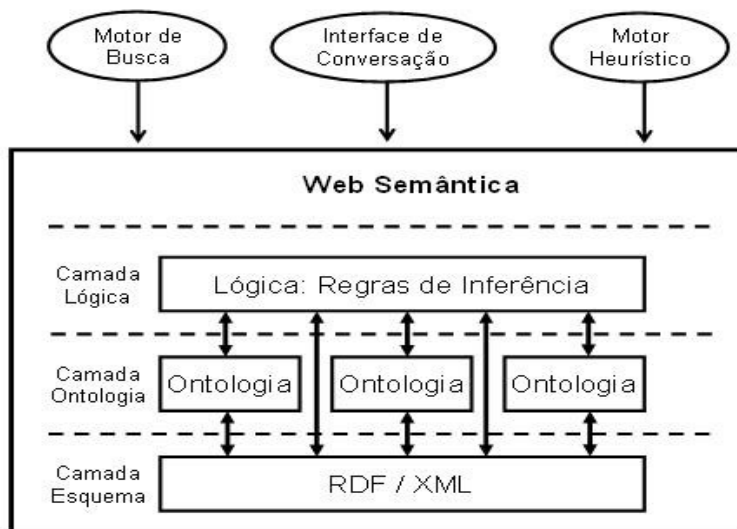 Motor de
Busca
Interface de
Conversação
Motor
Heurístico
Web Semântica
Camada
Lógica
Lógica: Regras de Inferência
Camada
Ontologia
Ontologia
Ontologia
Ontologia
Camada
Esquema
RDF / XML